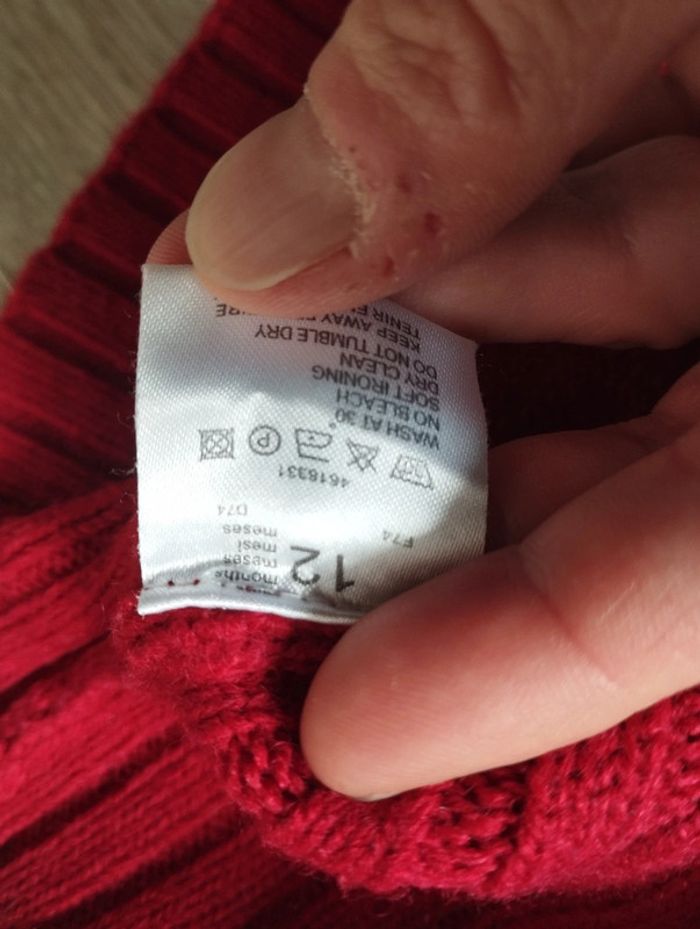 12
months
meses
mesi
meses
F74 D74
4618331
P
WASH AT 30°
NO BLEACH
SOFT IRONING
DRY CLEAN
DO NOT TUMBLE DRY
KEEP AWAY
TENIR